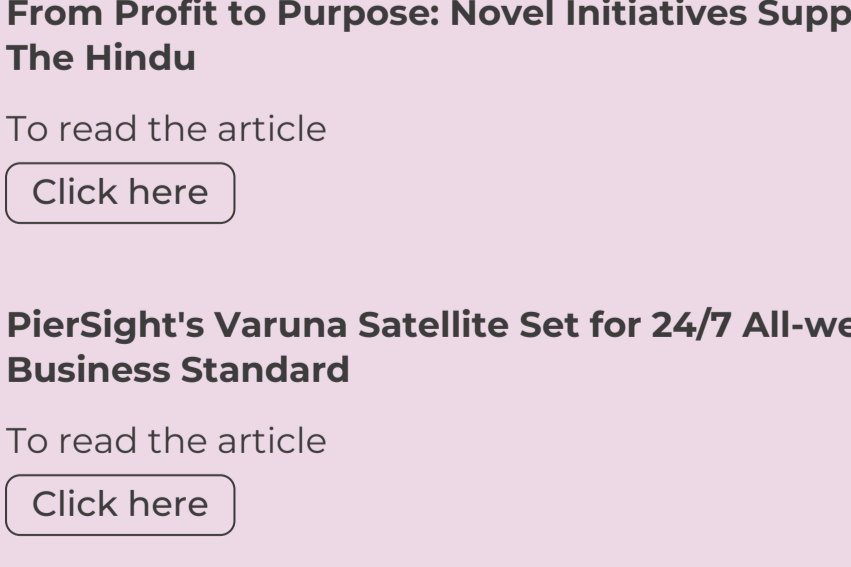 From Profit to Purpose: Novel Initiatives Supp
The Hindu
To read the article
Click here
PierSight's Varuna Satellite Set for 24/7 All-we
Business Standard
To read the article
Click here